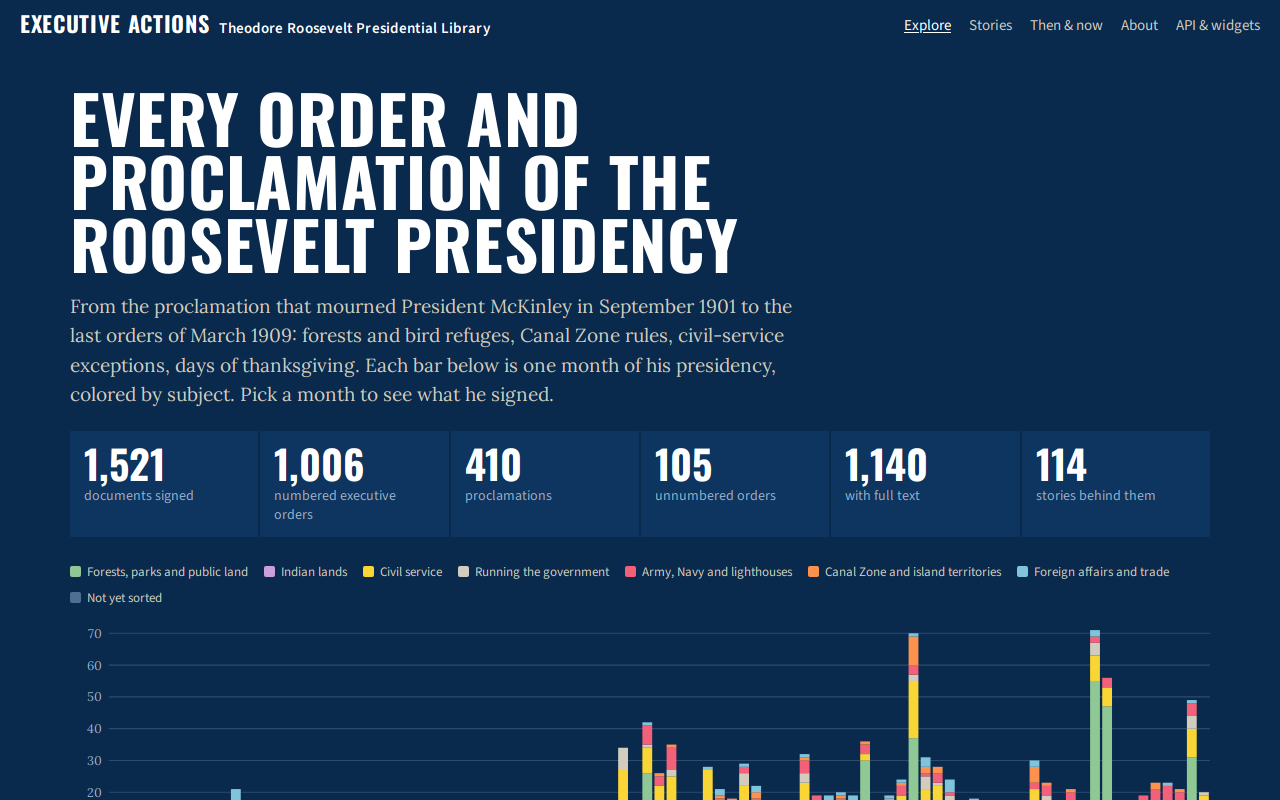 EXECUTIVE ACTIONS Theodore Roosevelt Presidential Library
Explore Stories Then & now About API & widgets
EVERY ORDER AND
PROCLAMATION OF THE
ROOSEVELT PRESIDENCY
From the proclamation that mourned President McKinley in September 1901 to the
last orders of March 1909: forests and bird refuges, Canal Zone rules, civil-service
exceptions, days of thanksgiving. Each bar below is one month of his presidency,
colored by subject. Pick a month to see what he signed.
1,521
documents signed
1,006
numbered executive
orders
410
proclamations
105
unnumbered orders
1,140
with full text
114
stories behind them
Forests, parks and public land Indian lands Civil service Running the government Army, Navy and lighthouses Canal Zone and island territories Foreign affairs and trade
Not yet sorted
70
60
50
40
30
20